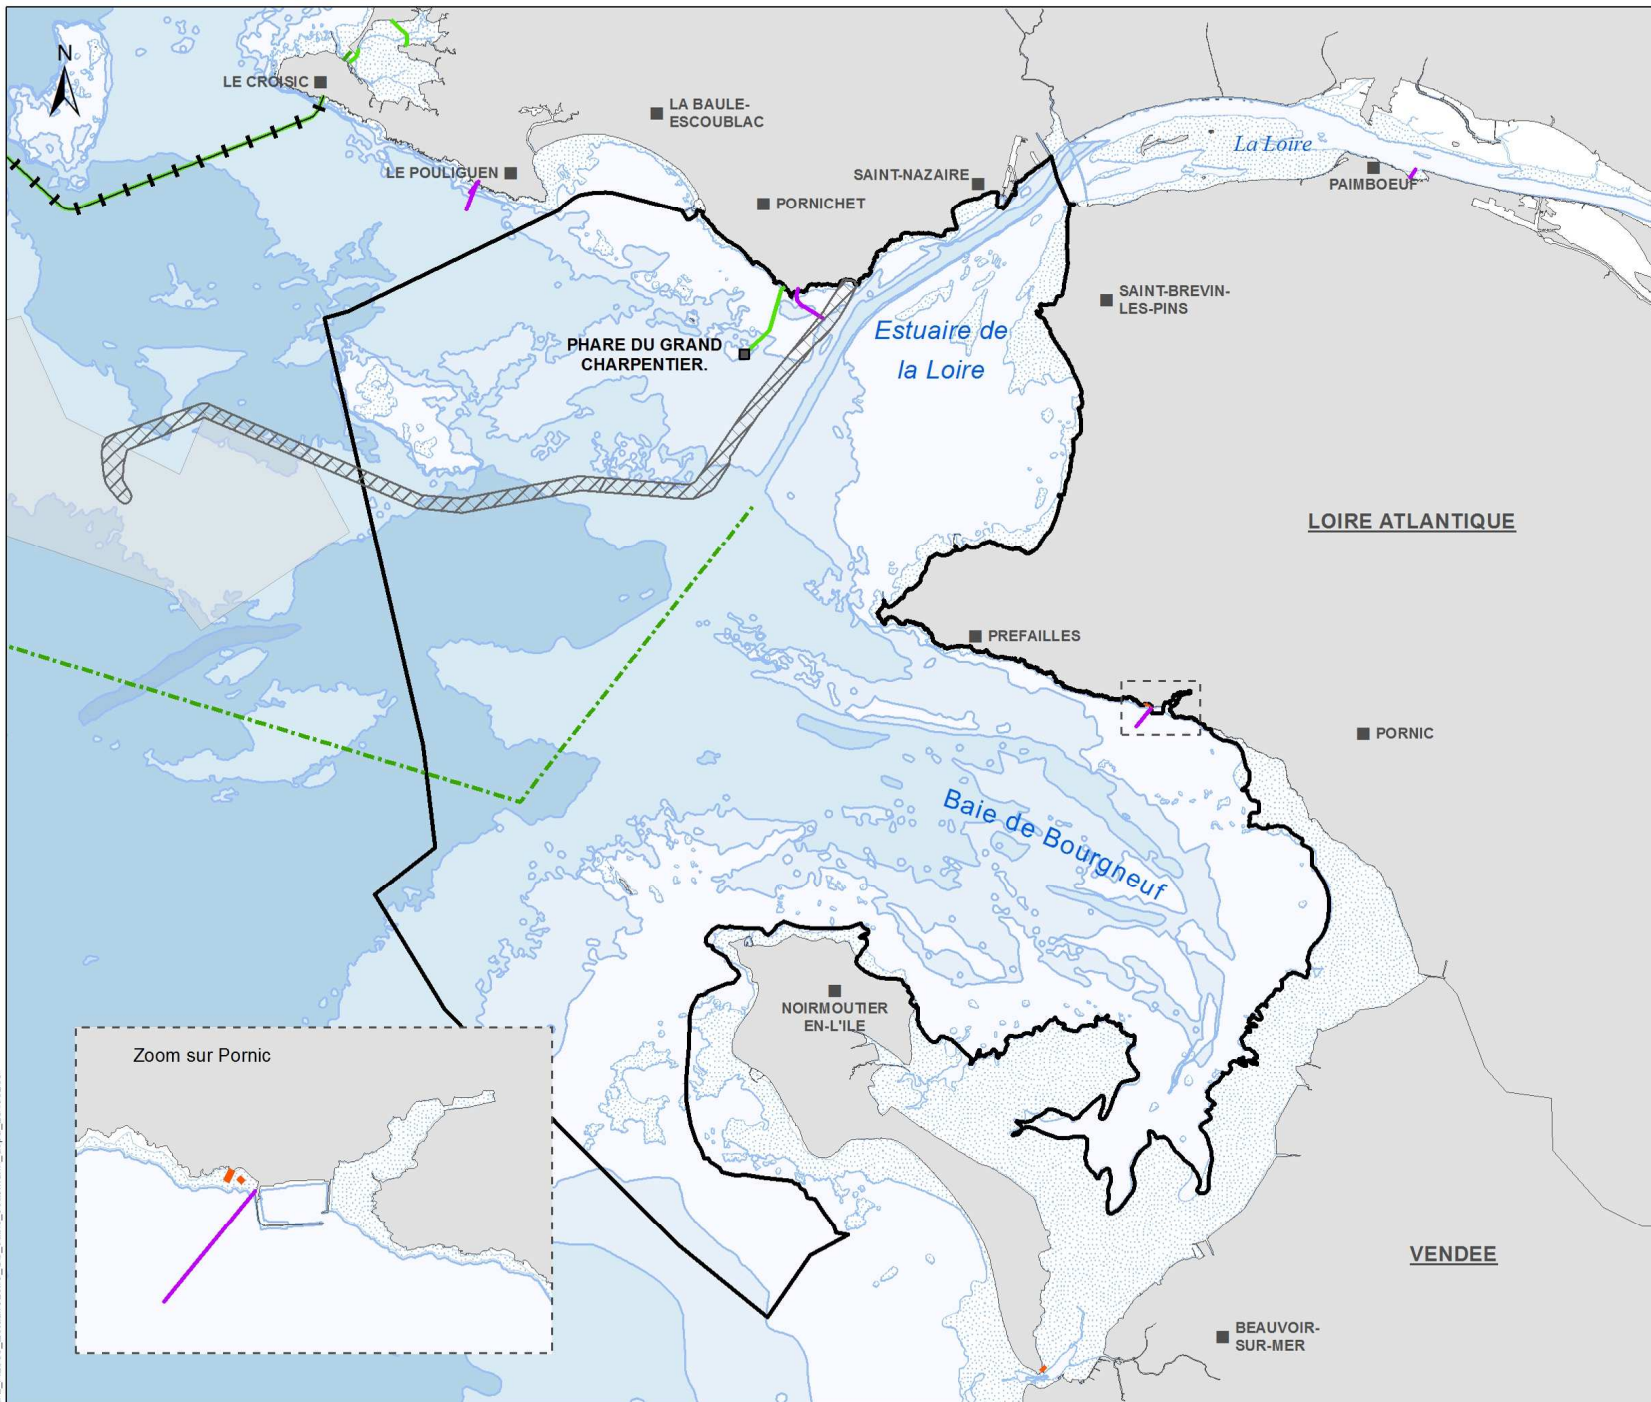 N
LE CROISIC
LA BAULE-
ESCOUBLAC
La Loire
LE POULIGUEN
SAINT-NAZAIRE
PAIMBOEUF
PORNICHET
SAINT-BREVIN-
LES-PINS
PHARE DU GRAND
CHARPENTIER.
Estuaire de
la Loire
LOIRE ATLANTIQUE
PREFAILLES
PORNIC
Baie de Bourgneuf
NOIRMOUTIER
EN-L'ILE
Zoom sur Pornic
VENDEE
BEAUVOIR-
SUR-MER